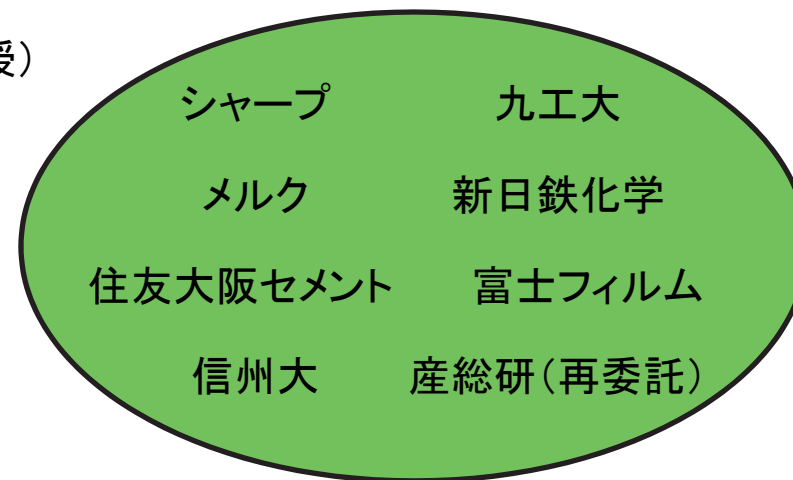 授）
シャープ 九工大
メルク 新日鉄化学
住友大阪セメント 富士フィルム
信州大 産総研（再委託）